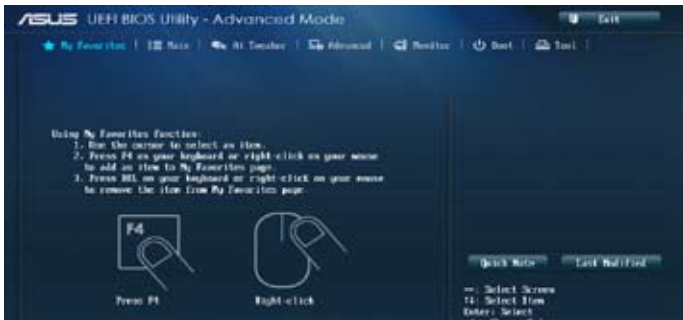 ASUS UEFI BIOS Utility - Advanced Mode
Exit
My Favorites | Main | Ai Tweaker | Advanced | Monitor | Boot | Tool |
Using My Favorites function:
1. Use the cursor to select an item.
2. Press F4 on your keyboard or right-click on your mouse
to add an item to My Favorites page.
3. Press DEL on your keyboard or right-click on your mouse
to remove the item from My Favorites page.
F4
Press F4
Right-click
Quick Note
Last Modified
→←: Select Screen
↑↓: Select Item
Enter: Select